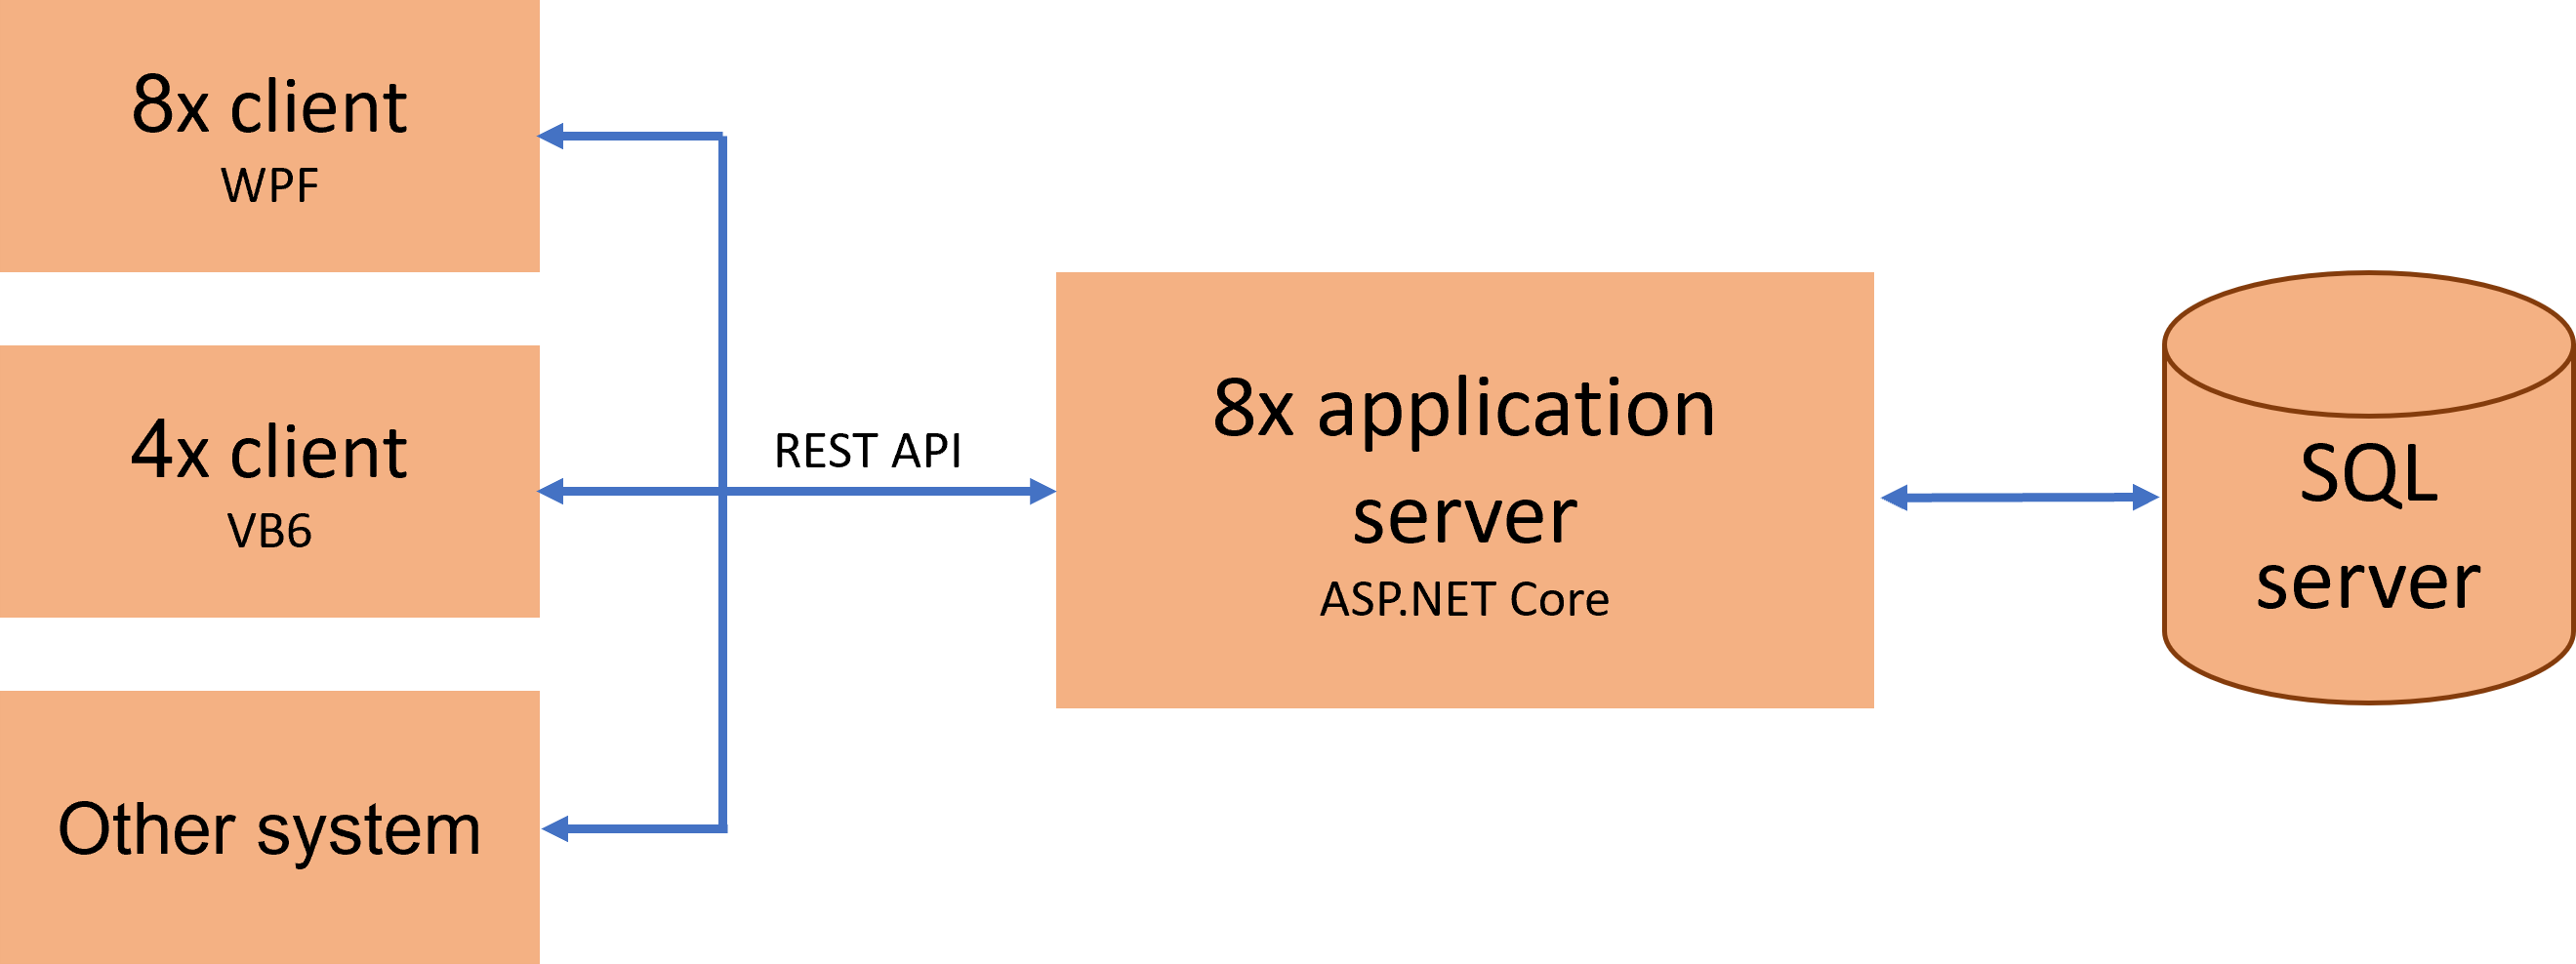 8x client
WPF
4x client
VB6
Other system
REST API
8x application
server
ASP.NET Core
SQL
server